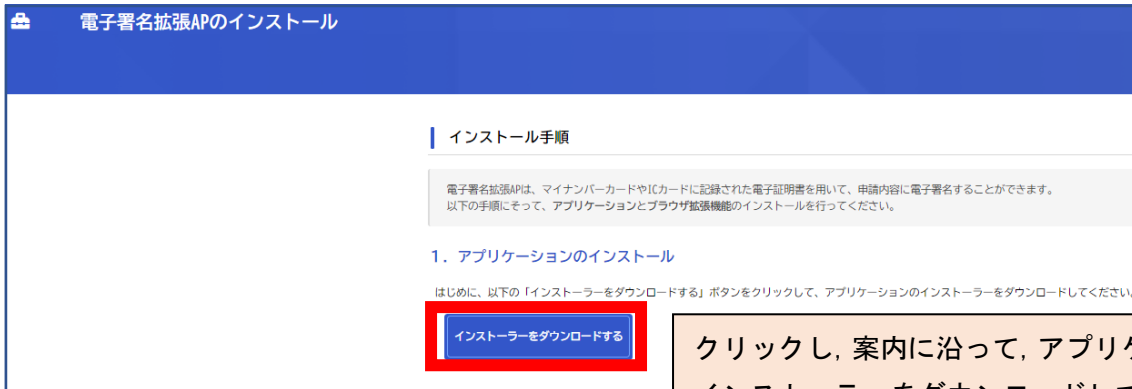 電子署名拡張APのインストール
インストール手順
電子署名拡張APは、マイナンバーカードやICカードに記録された電子証明書を用いて、申請内容に電子署名することができます。
以下の手順にそって、アプリケーションとブラウザ拡張機能のインストールを行ってください。
1. アプリケーションのインストール
はじめに、以下の「インストーラーをダウンロードする」ボタンをクリックして、アプリケーションのインストーラーをダウンロードしてください。
インストーラーをダウンロードする
クリックし,案内に沿って,アプリケ